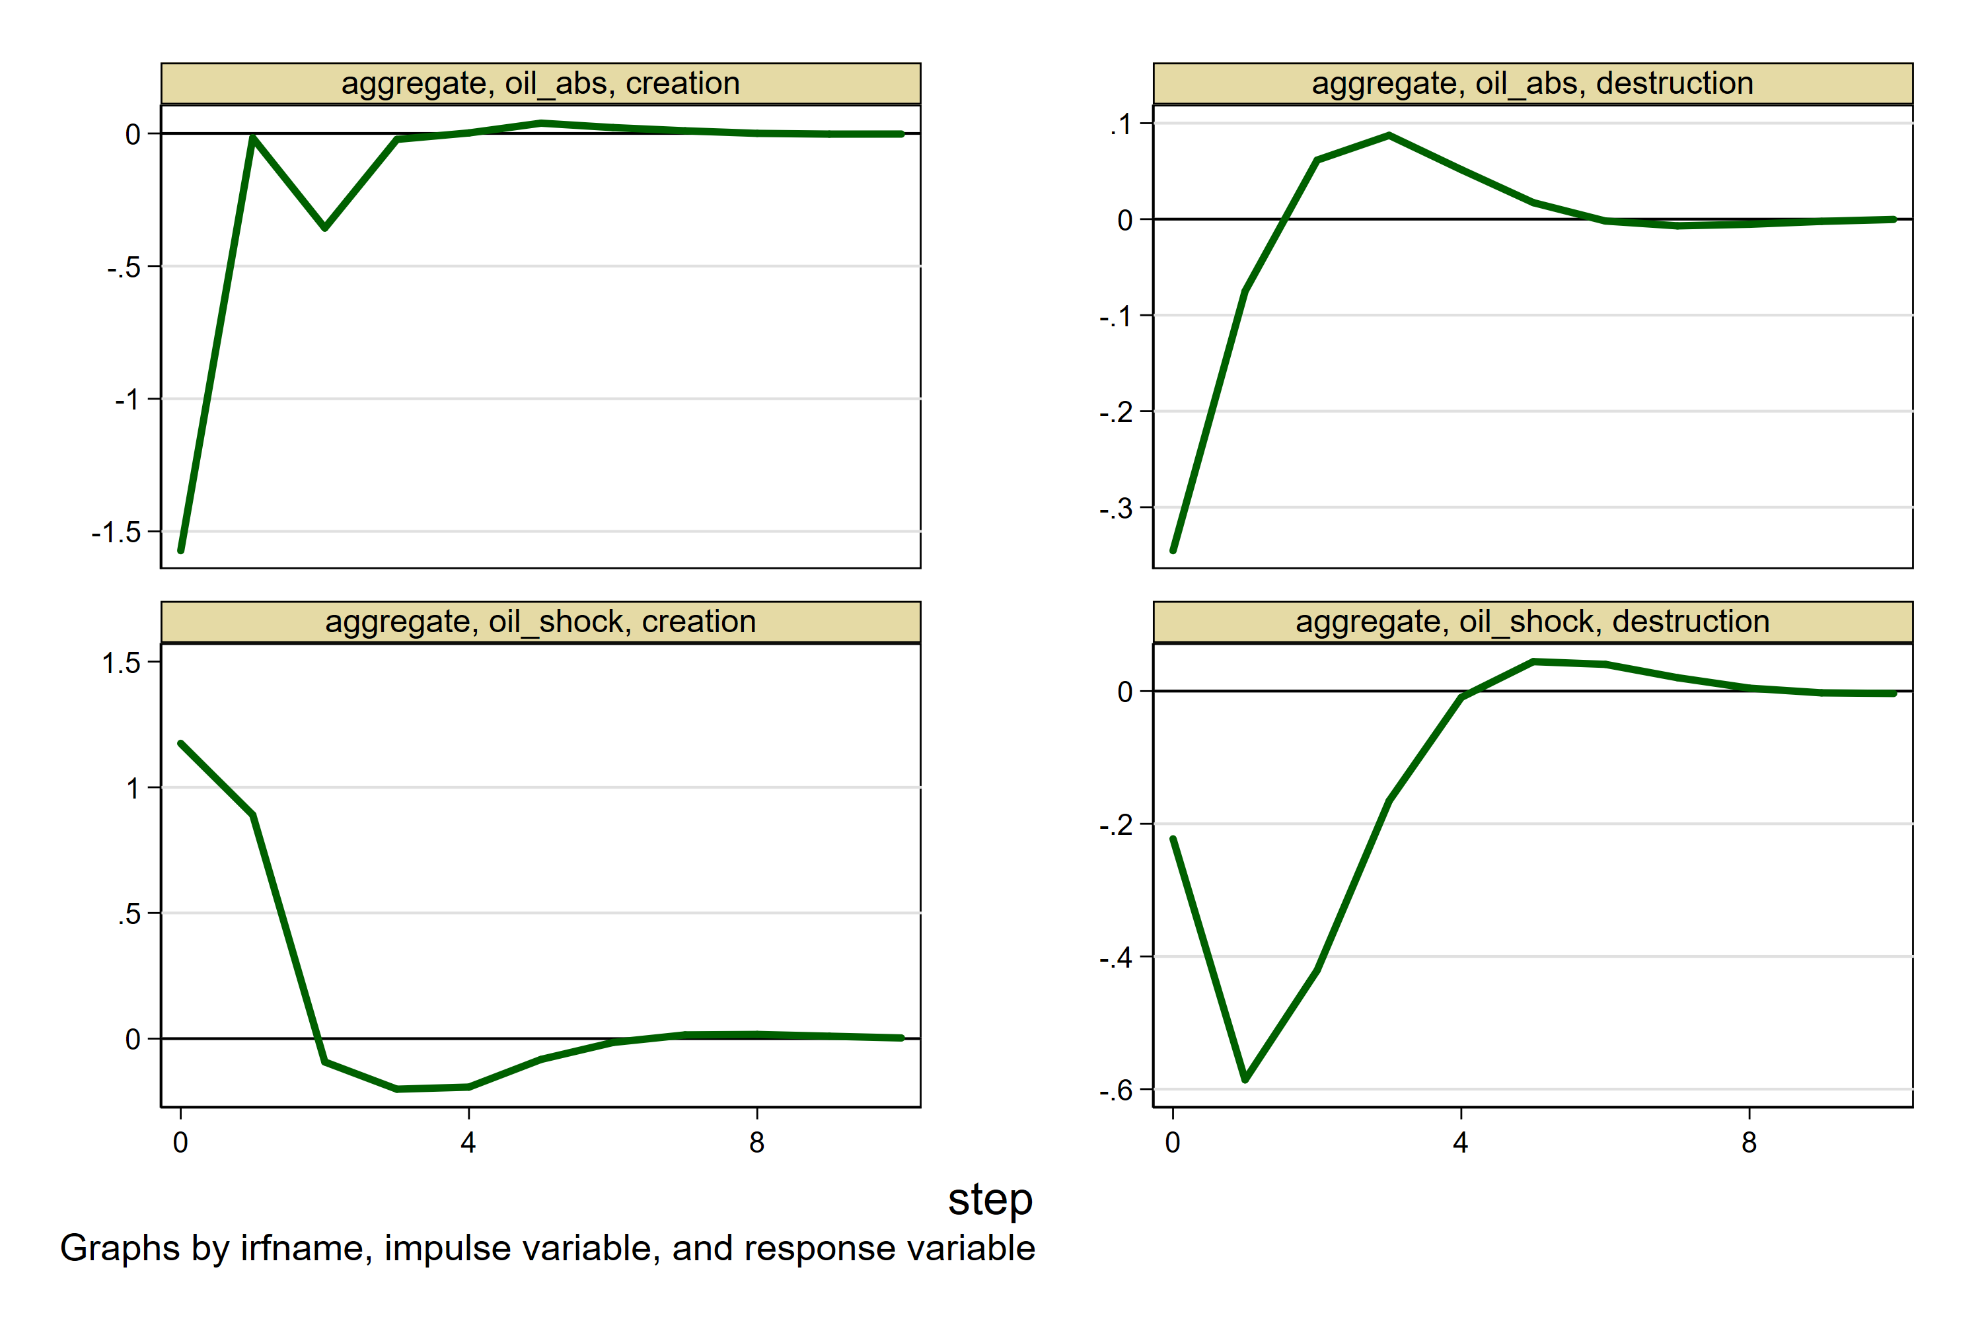 aggregate, oil_abs, creation
0
-.5
-1
-1.5
aggregate, oil_abs, destruction
.1
0
-.1
-.2
-.3
aggregate, oil_shock, creation
1.5
1
.5
0
0 4 8
aggregate, oil_shock, destruction
0
-.2
-.4
-.6
0 4 8
step
Graphs by irfname, impulse variable, and response variable